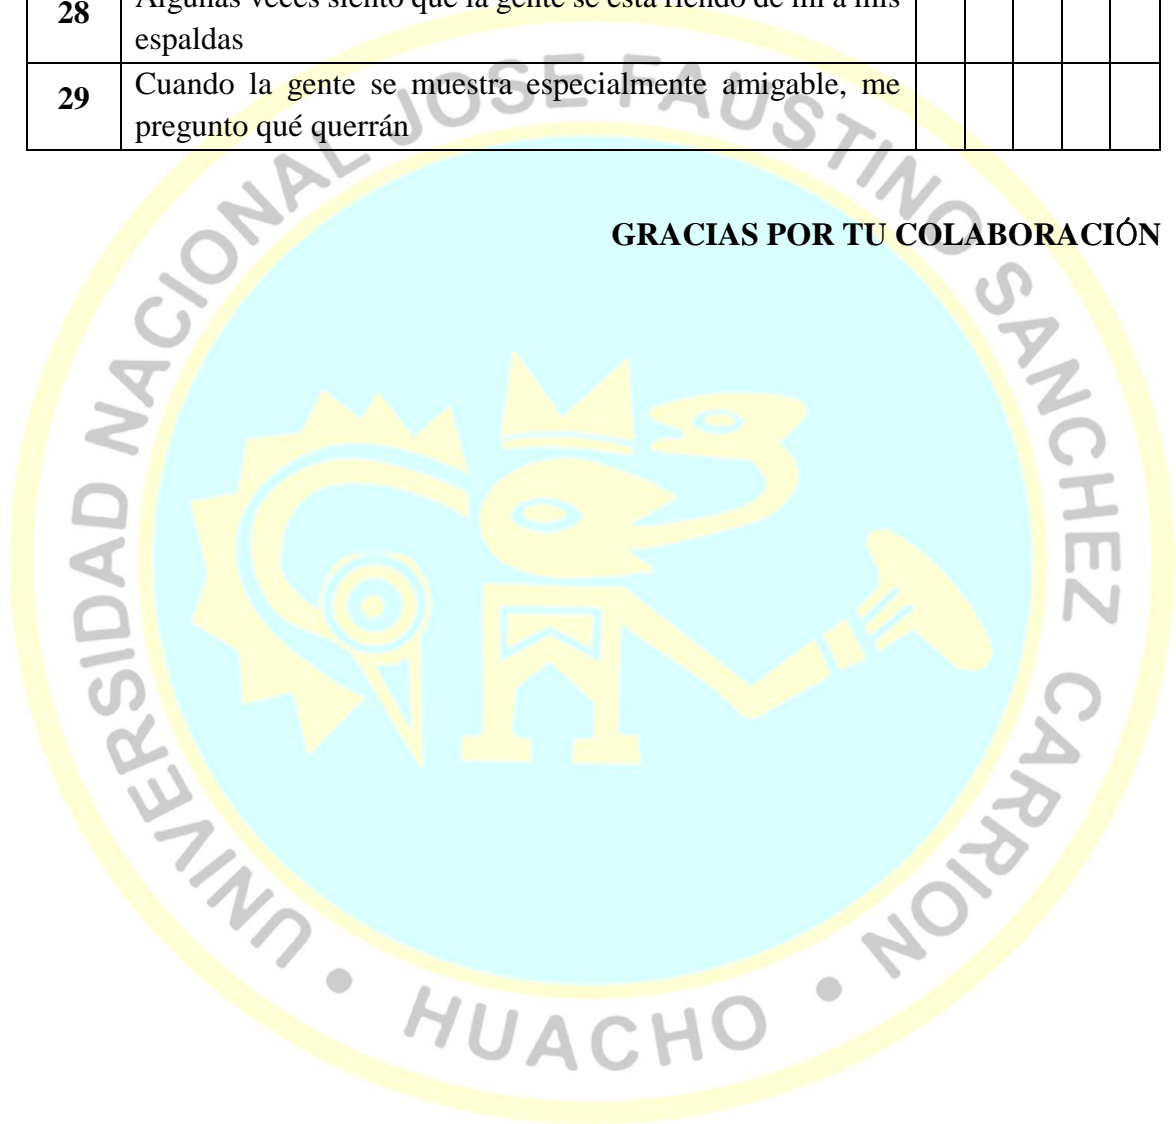 28
Algunas veces siento que la gente se está riendo de mí a mis
espaldas
29
Cuando la gente se muestra especialmente amigable, me
pregunto qué querrán
GRACIAS POR TU COLABORACIÓN
UNIVERSIDAD NACIONAL JOSE FAUSTINO SANCHEZ CARRION
• HUACHO •